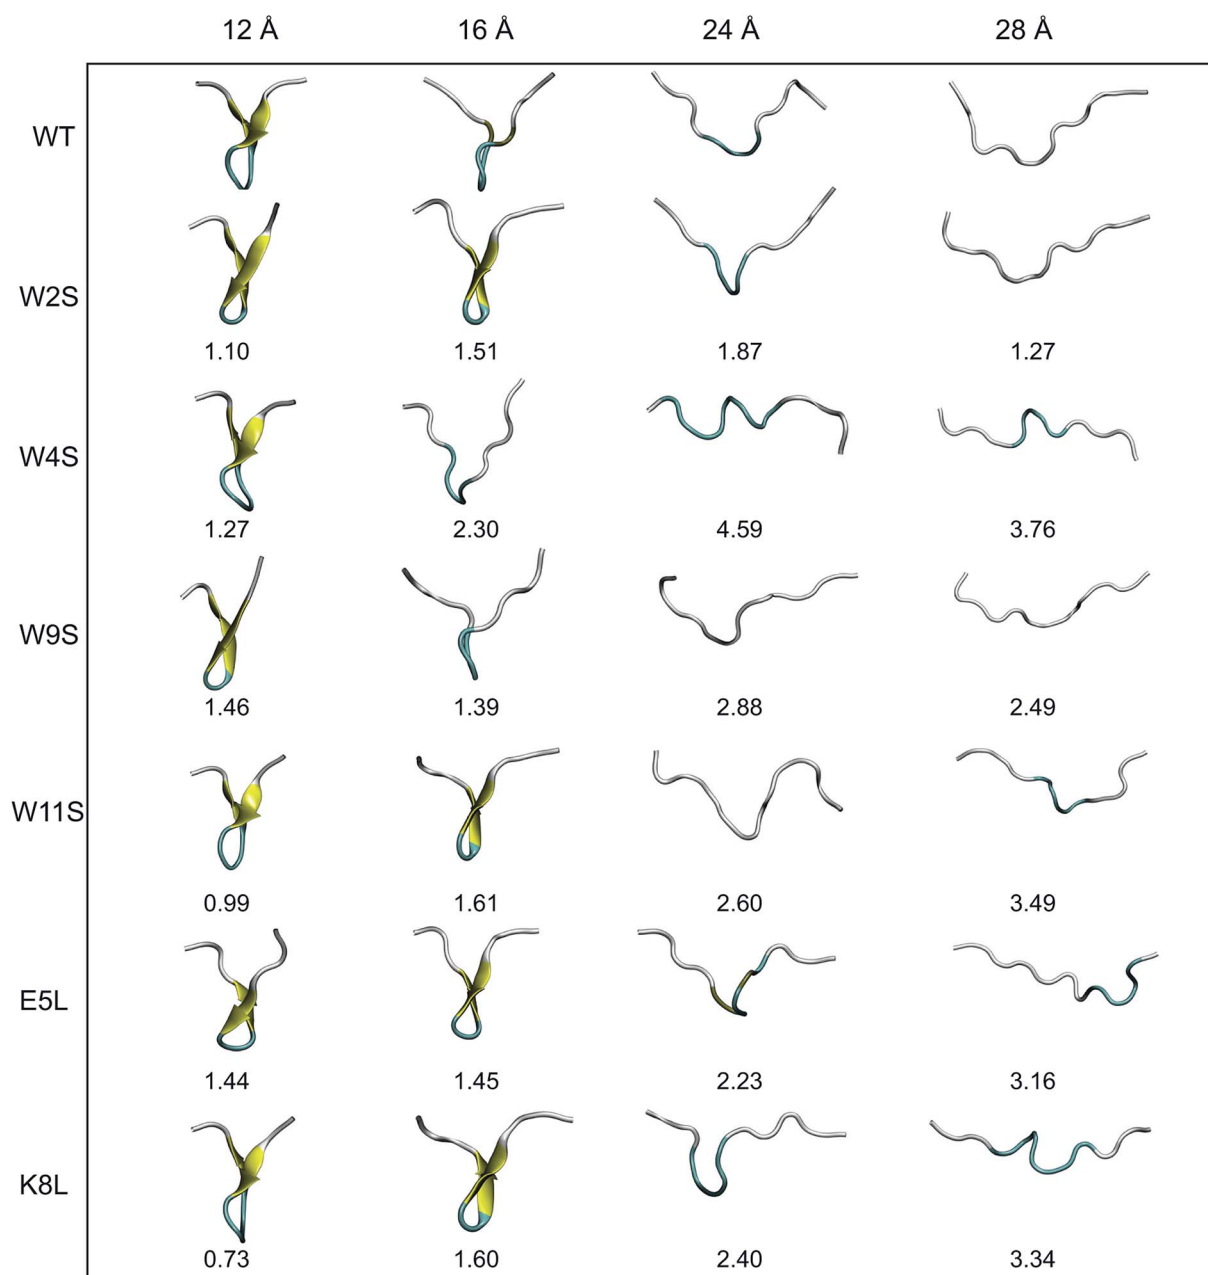 12 Å 16 Å 24 Å 28 Å
WT
W2S
1.10 1.51 1.87 1.27
W4S
1.27 2.30 4.59 3.76
W9S
1.46 1.39 2.88 2.49
W11S
0.99 1.61 2.60 3.49
E5L
1.44 1.45 2.23 3.16
K8L
0.73 1.60 2.40 3.34